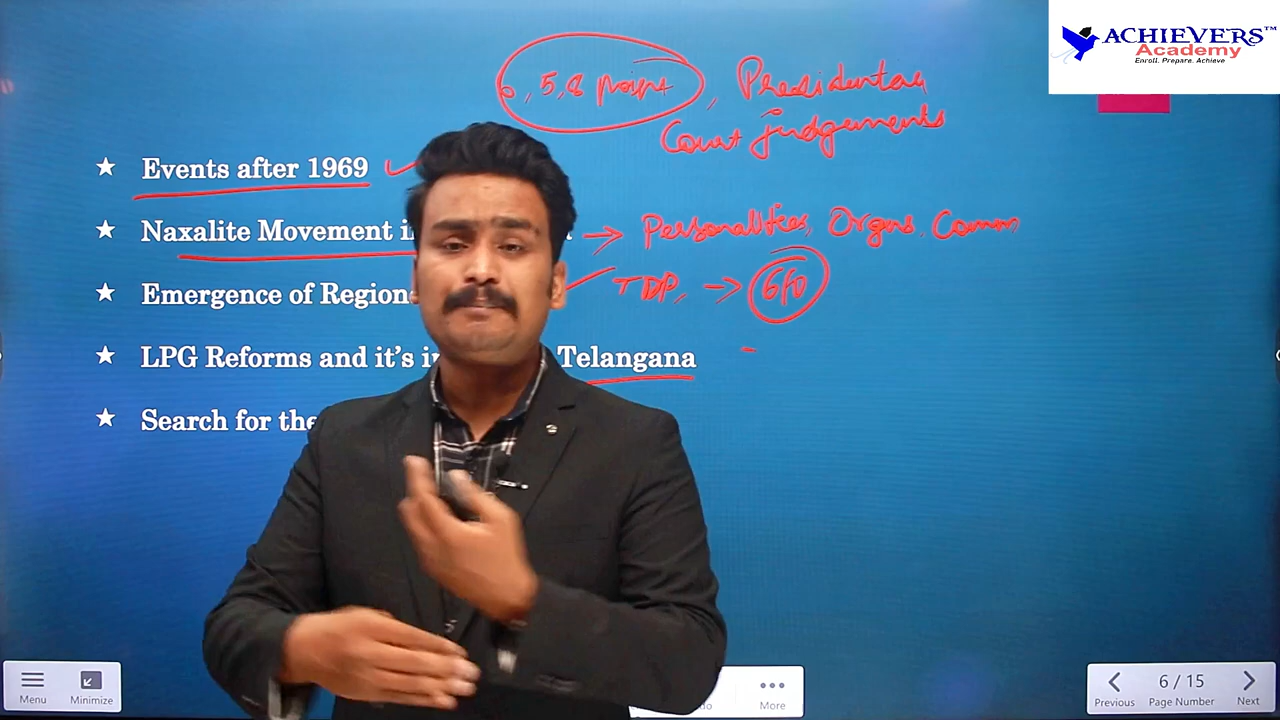 ACHIEVERS™
Academy
Enroll. Prepare. Achieve
6, 5, 8 point, Presidential
Court judgements
★ Events after 1969
★ Naxalite Movement i → Personalities, Organs, Comm
★ Emergence of Region TDP, → 610
★ LPG Reforms and it's i Telangana
★ Search for the
Menu Minimize More Previous 6 / 15 Page Number Next